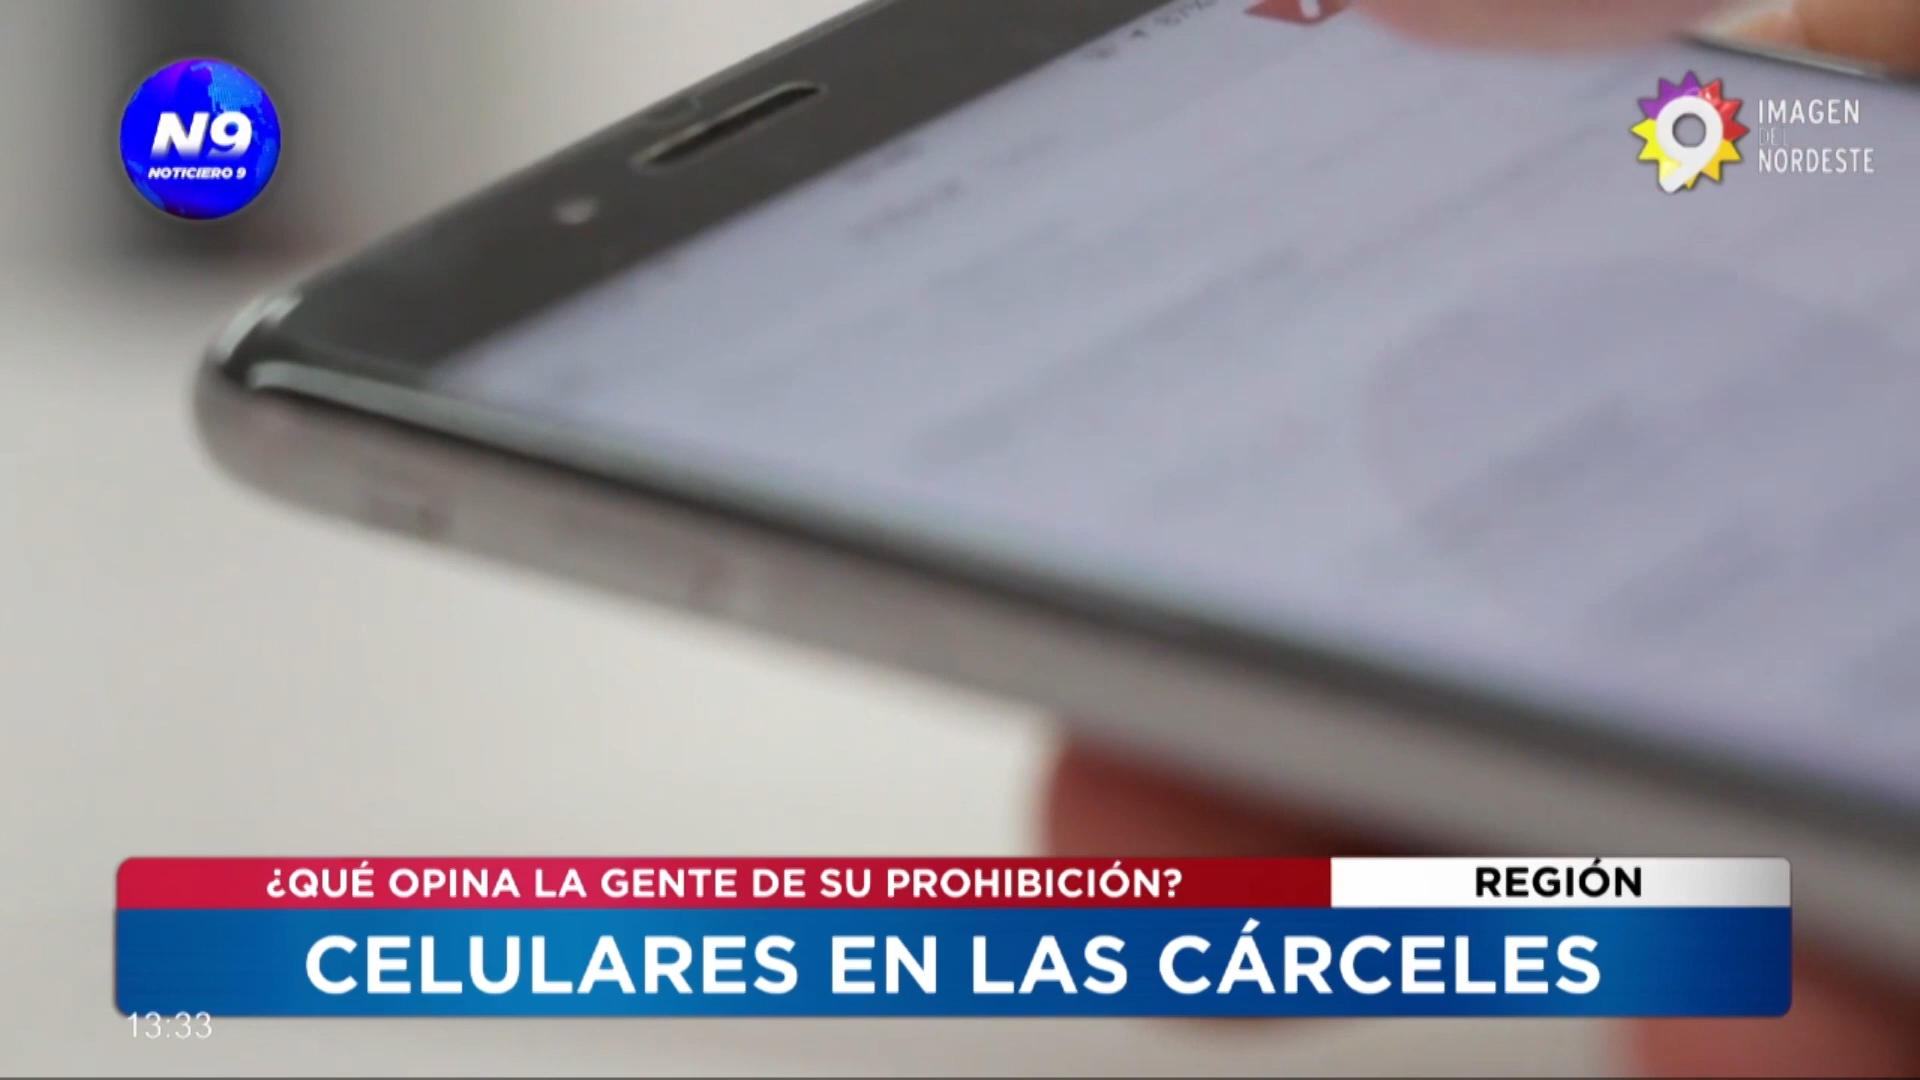 N9
NOTICIERO 9
9
IMAGEN
DEL
NORDESTE
¿QUÉ OPINA LA GENTE DE SU PROHIBICIÓN?
REGIÓN
CELULARES EN LAS CÁRCELES
13:33